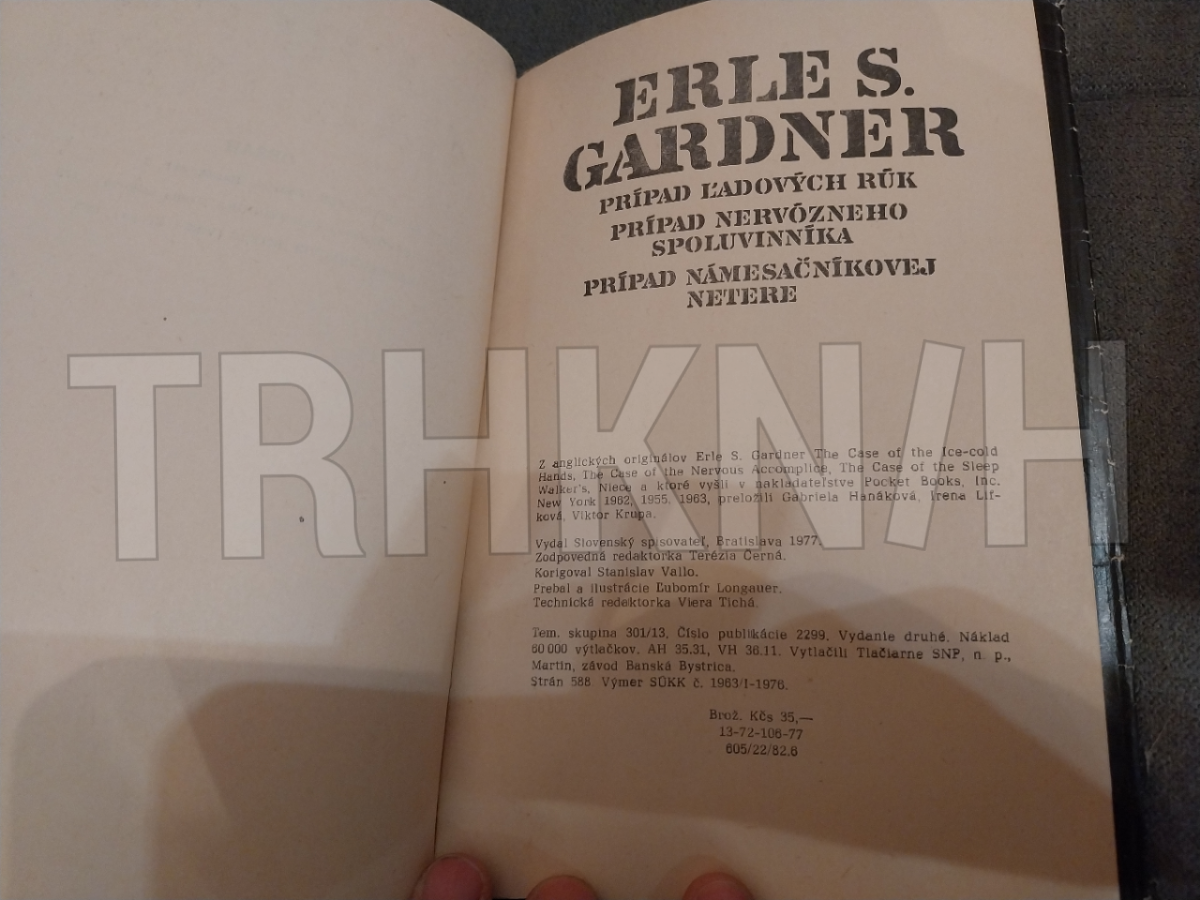 ERLE S.
GARDNER
PRÍPAD ĽADOVÝCH RÚK
PRÍPAD NERVÓZNEHO
SPOLUVINNÍKA
PRÍPAD NÁMESAČNÍKOVEJ
NETERE
TRHKN/H
Z anglických originálov Erle S. Gardner The Case of the Ice-cold
Hands, The Case of the Nervous Accomplice, The Case of the Sleep
Walker's, Niece a ktoré vyšli v nakladateľstve Pocket Books, Inc.
New York 1962, 1955, 1963, preložili Gabriela Hanáková, Irena Lif-
ková, Viktor Krupa.
Vydal Slovenský spisovateľ, Bratislava 1977.
Zodpovedná redaktorka Terézia Černá.
Korigoval Stanislav Vallo.
Prebal a ilustrácie Ľubomír Longauer.
Technická redaktorka Viera Tichá.
Tem. skupina 301/13. Číslo publikácie 2299. Vydanie druhé. Náklad
60 000 výtlačkov. AH 35.31, VH 36.11. Vytlačili Tlačiarne SNP, n. p.,
Martin, závod Banská Bystrica.
Strán 588. Výmer SÚKK č. 1963/I-1976.
Brož. Kčs 35,—
13-72-106-77
605/22/82.6